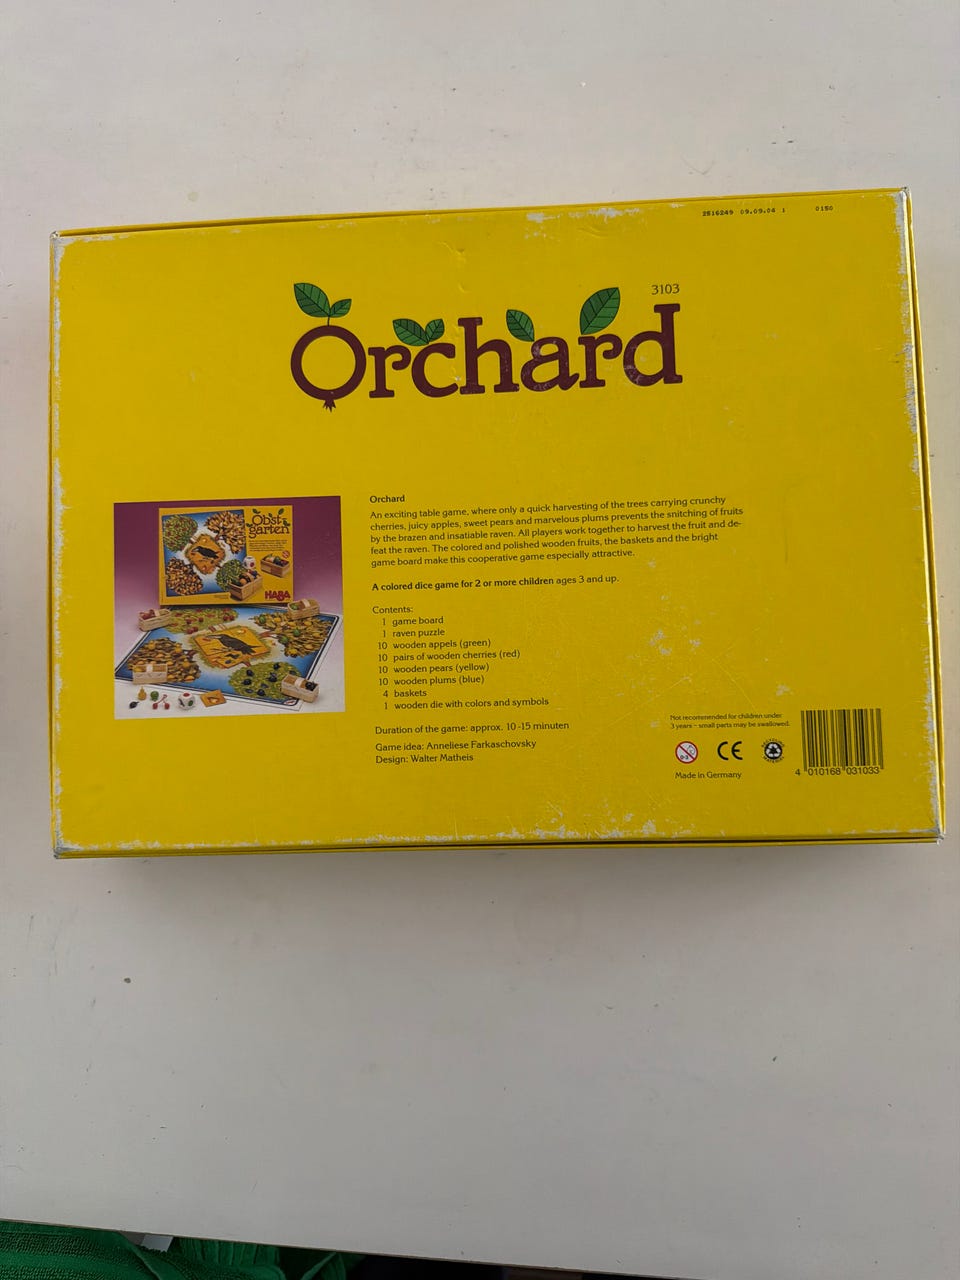 2516249 09.09.04 1 0150
3103
Orchard
Obst
garten
HABA
Orchard
An exciting table game, where only a quick harvesting of the trees carrying crunchy
cherries, juicy apples, sweet pears and marvelous plums prevents the snitching of fruits
by the brazen and insatiable raven. All players work together to harvest the fruit and de-
feat the raven. The colored and polished wooden fruits, the baskets and the bright
game board make this cooperative game especially attractive.
A colored dice game for 2 or more children ages 3 and up.
Contents:
1 game board
1 raven puzzle
10 wooden appels (green)
10 pairs of wooden cherries (red)
10 wooden pears (yellow)
10 wooden plums (blue)
4 baskets
1 wooden die with colors and symbols
Duration of the game: approx. 10 -15 minuten
Game idea: Anneliese Farkaschovsky
Design: Walter Matheis
Not recommended for children under
3 years – small parts may be swallowed.
0-3
CE
Made in Germany
4 010168 031033